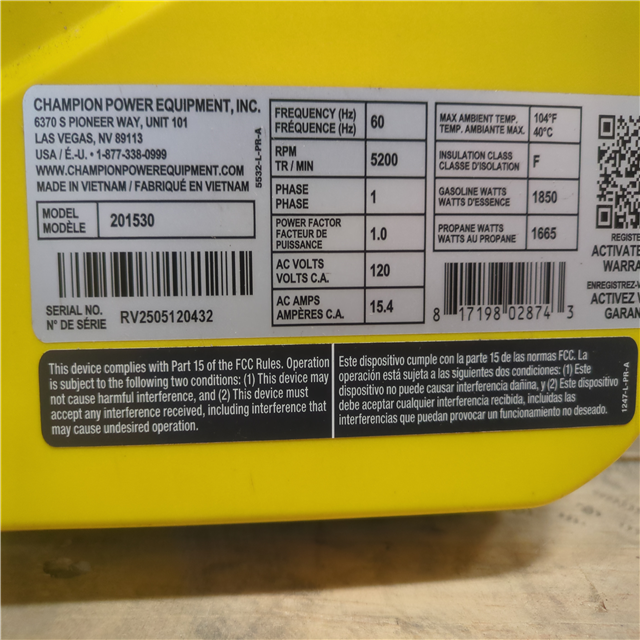 CHAMPION POWER EQUIPMENT, INC.
6370 S PIONEER WAY, UNIT 101
LAS VEGAS, NV 89113
USA / É.-U. • 1-877-338-0999
WWW.CHAMPIONPOWEREQUIPMENT.COM
MADE IN VIETNAM / FABRIQUÉ EN VIETNAM
5532-L-PR-A
MODEL
MODÈLE
201530
SERIAL NO.
N° DE SÉRIE
RV2505120432
FREQUENCY (Hz)
FRÉQUENCE (Hz)
60
RPM
TR / MIN
5200
PHASE
PHASE
1
POWER FACTOR
FACTEUR DE
PUISSANCE
1.0
AC VOLTS
VOLTS C.A.
120
AC AMPS
AMPÈRES C.A.
15.4
MAX AMBIENT TEMP.
TEMP. AMBIANTE MAX.
104°F
40°C
INSULATION CLASS
CLASSE D'ISOLATION
F
GASOLINE WATTS
WATTS D'ESSENCE
1850
PROPANE WATTS
WATTS AU PROPANE
1665
8 17198 02874 3
REGISTE
ACTIVATE
WARRA
ENREGISTREZ-V
ACTIVEZ V
GARAN
This device complies with Part 15 of the FCC Rules. Operation
is subject to the following two conditions: (1) This device may
not cause harmful interference, and (2) This device must
accept any interference received, including interference that
may cause undesired operation.
Este dispositivo cumple con la parte 15 de las normas FCC. La
operación está sujeta a las siguientes dos condiciones: (1) Este
dispositivo no puede causar interferencia dañina, y (2) Este dispositivo
debe aceptar cualquier interferencia recibida, incluidas las
interferencias que puedan provocar un funcionamiento no deseado.
1247-L-PR-A